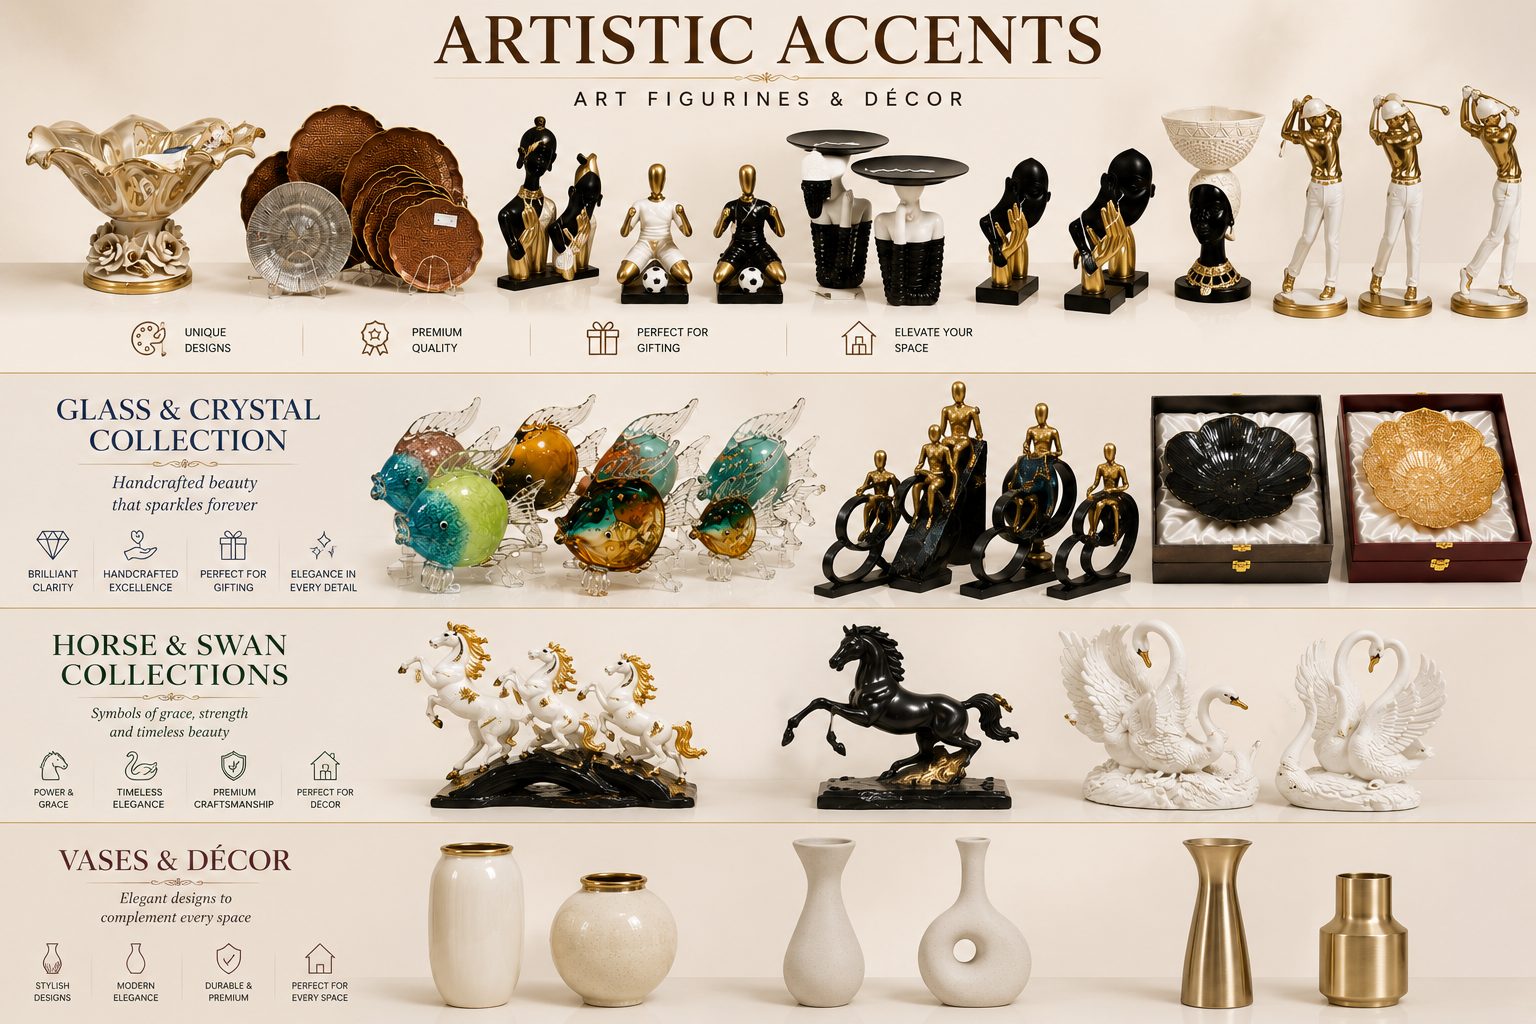 ARTISTIC ACCENTS
ART FIGURINES & DÉCOR
UNIQUE
DESIGNS
PREMIUM
QUALITY
PERFECT FOR
GIFTING
ELEVATE YOUR
SPACE
GLASS & CRYSTAL
COLLECTION
Handcrafted beauty
that sparkles forever
BRILLIANT
CLARITY
HANDCRAFTED
EXCELLENCE
PERFECT FOR
GIFTING
ELEGANCE IN
EVERY DETAIL
HORSE & SWAN
COLLECTIONS
Symbols of grace, strength
and timeless beauty
POWER &
GRACE
TIMELESS
ELEGANCE
PREMIUM
CRAFTSMANSHIP
PERFECT FOR
DÉCOR
VASES & DÉCOR
Elegant designs to
complement every space
STYLISH
DESIGNS
MODERN
ELEGANCE
DURABLE &
PREMIUM
PERFECT FOR
EVERY SPACE